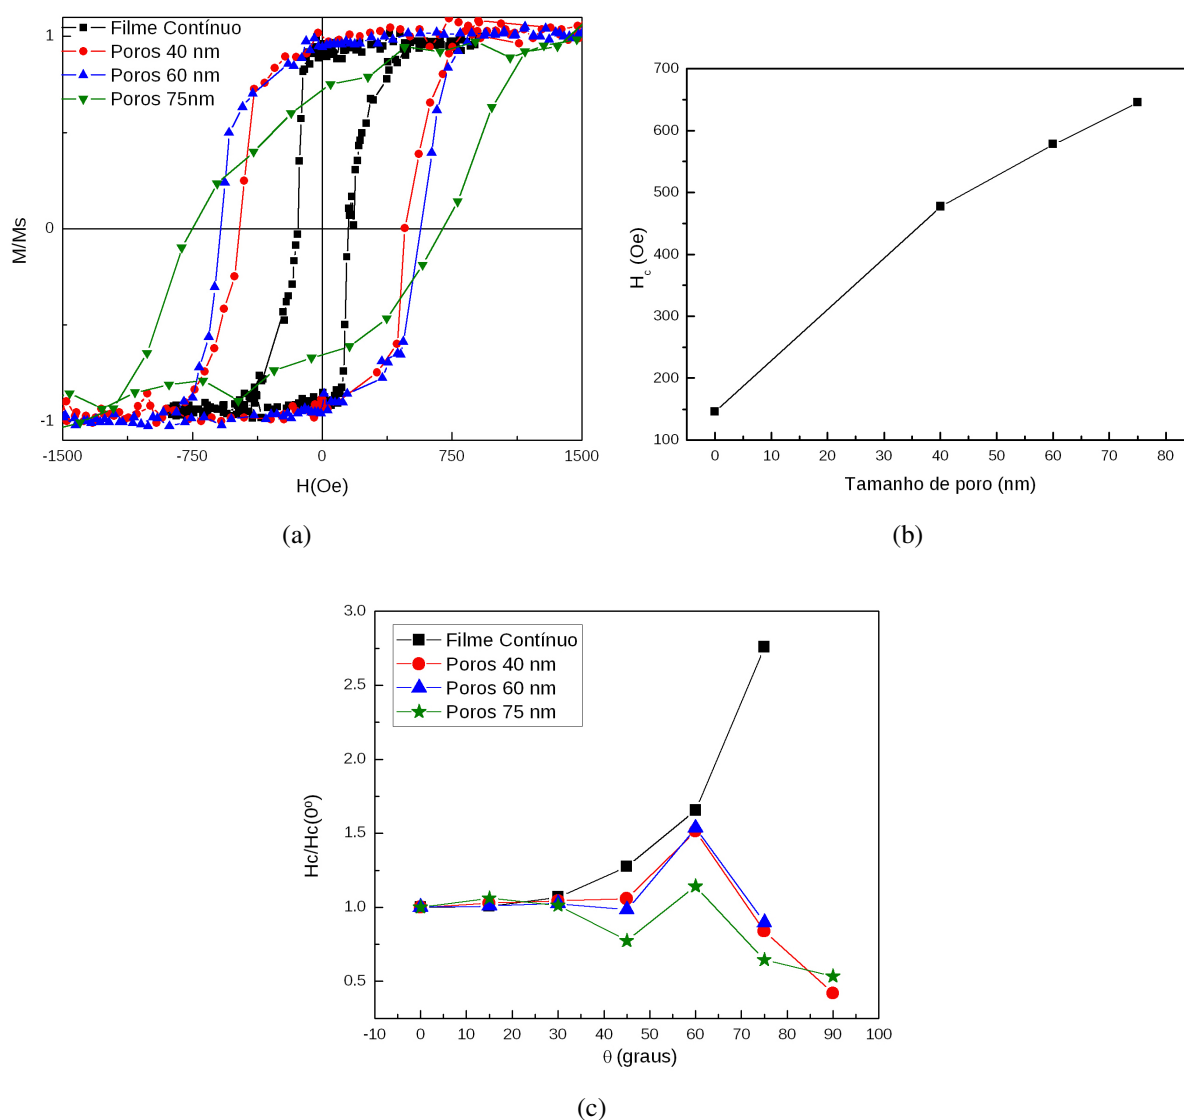 Filme Contínuo
Poros 40 nm
Poros 60 nm
Poros 75nm
1
0
-1
M/Ms
-1500 -750 0 750 1500
H(Oe)
(a)
700
600
500
400
300
200
100
H c (Oe)
0 10 20 30 40 50 60 70 80
Tamanho de poro (nm)
(b)
3.0
2.5
2.0
1.5
1.0
0.5
Hc/Hc(0º)
Filme Contínuo
Poros 40 nm
Poros 60 nm
Poros 75 nm
-10 0 10 20 30 40 50 60 70 80 90 100
θ (graus)
(c)